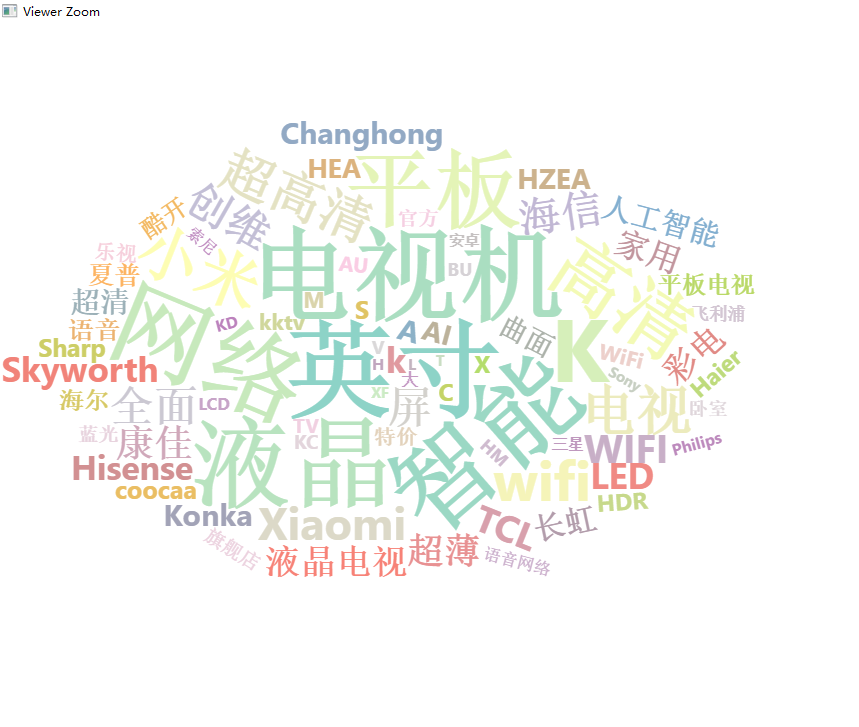 Viewer Zoom
Changhong
HEA
平板
HZEA
超高清
创维
酷开
官方
海信
人工智能
索尼
乐视
小米
电视机
安卓
家用
夏普
AU
BU
高清
平板电视
超清
网络
M
S
飞利浦
语音
KD
kktv
A
AI
曲面
K
彩电
Sharp
英寸
V
WiFi
Skyworth
H
k
L
T
X
Haier
大
Sony
海尔
全面
LCD
XF
屏
C
智能
电视
卧室
蓝光
康佳
液晶
TV
KC
特价
HM
三星
WIFI
Philips
Hisense
coocaa
wifi
LED
HDR
Konka
Xiaomi
TCL
长虹
旗舰店
液晶电视
超薄
语音网络